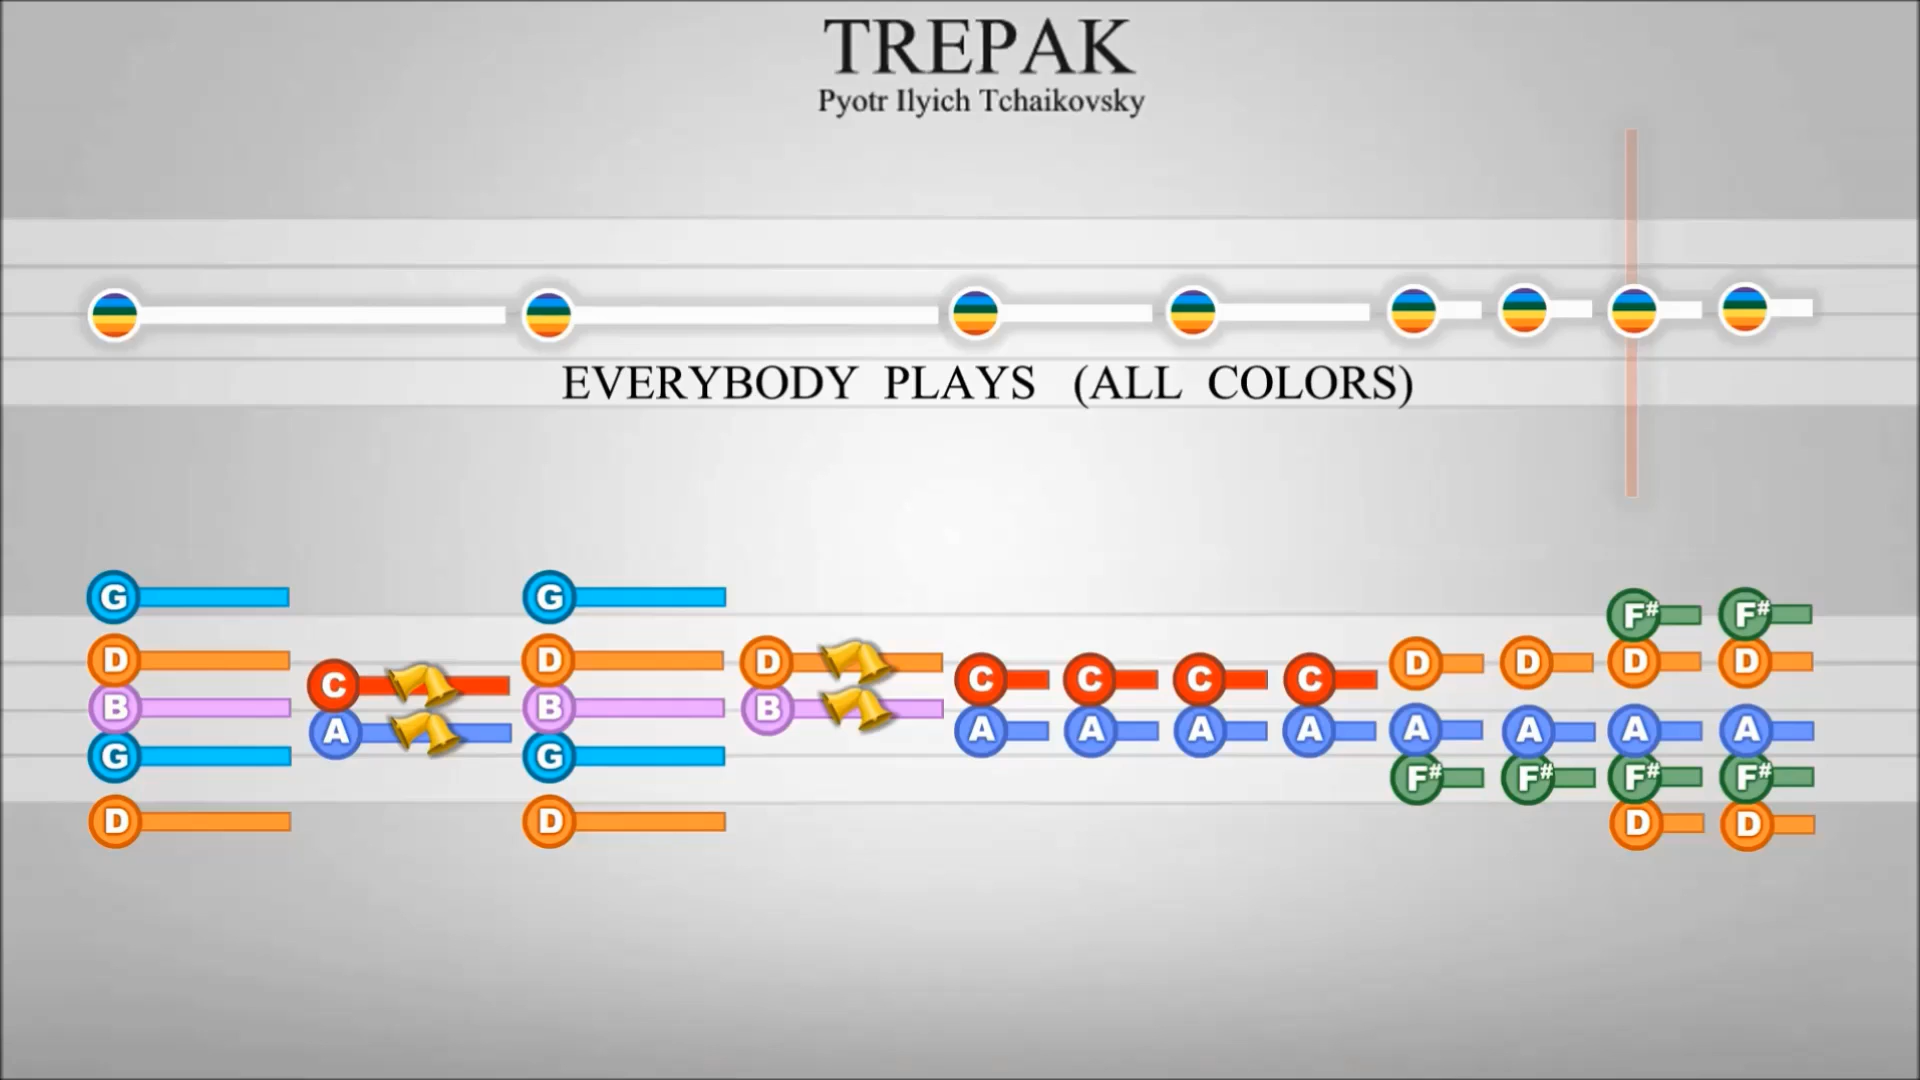 TREPAK
Pyotr Ilyich Tchaikovsky
EVERYBODY PLAYS (ALL COLORS)
G G F# F#
D D D D D D D
C C C C C
B B B
A A A A A A A A A
G G F# F# F# F#
D D D D